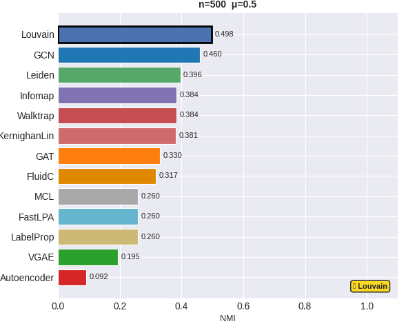 n=500 μ=0.5
Louvain 0.498
GCN 0.460
Leiden 0.396
Infomap 0.384
Walktrap 0.384
KernighanLin 0.381
GAT 0.330
FluidC 0.317
MCL 0.260
FastLPA 0.260
LabelProp 0.260
VGAE 0.195
Autoencoder 0.092
Louvain
0.0 0.2 0.4 0.6 0.8 1.0
NMI